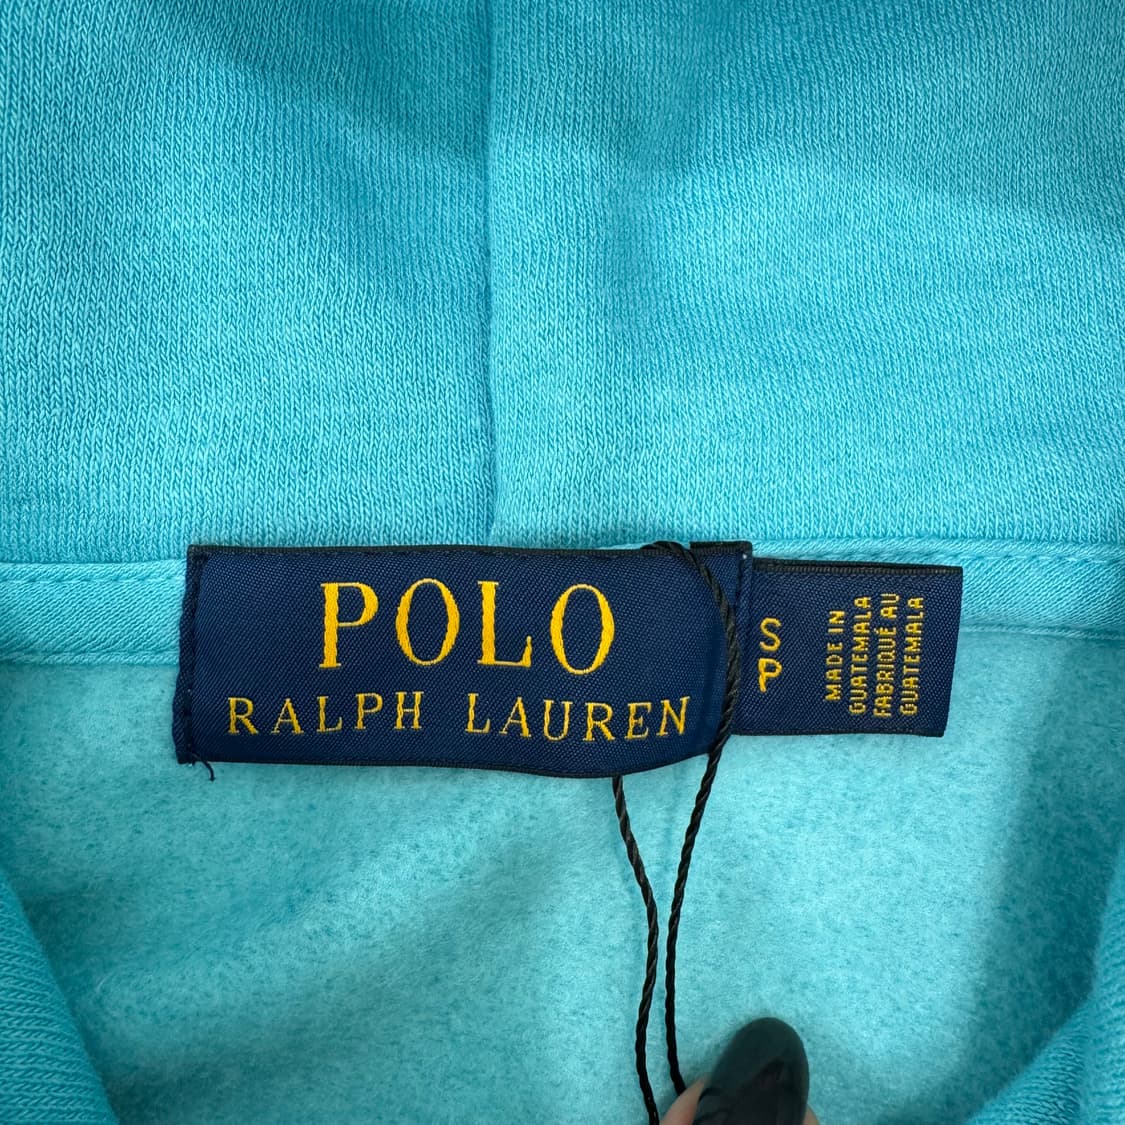 POLO
RALPH LAUREN
S
P
MADE IN
GUATEMALA
FABRIQUÉ AU
GUATEMALA